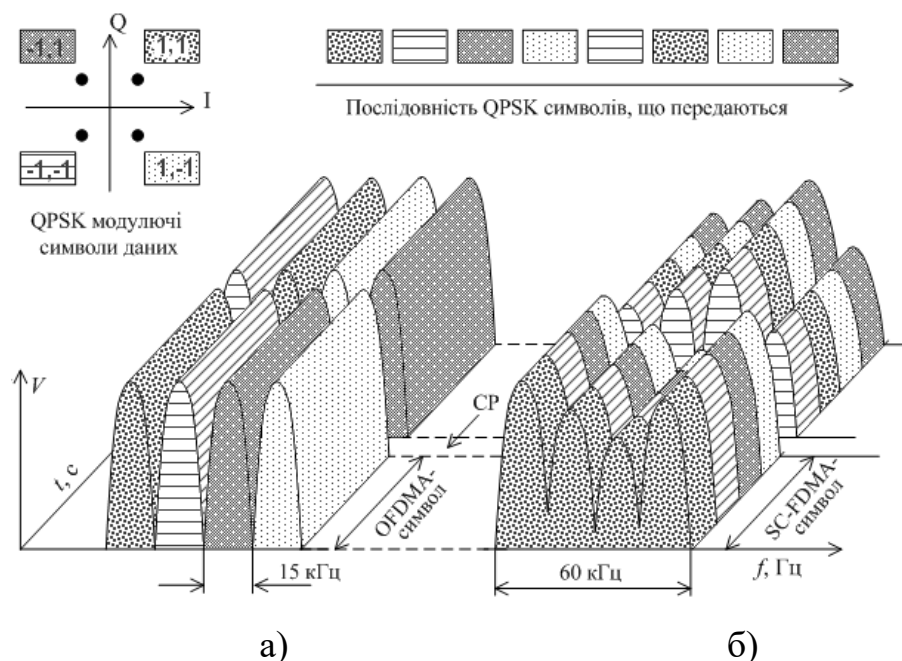 Q
-1,1
1,1
I
-1,-1
1,-1
QPSK модулючі
символи даних
Послідовність QPSK символів, що передаються
V
t, с
CP
OFDMA-
символ
SC-FDMA-
символ
15 кГц
60 кГц
f, Гц
а)
б)